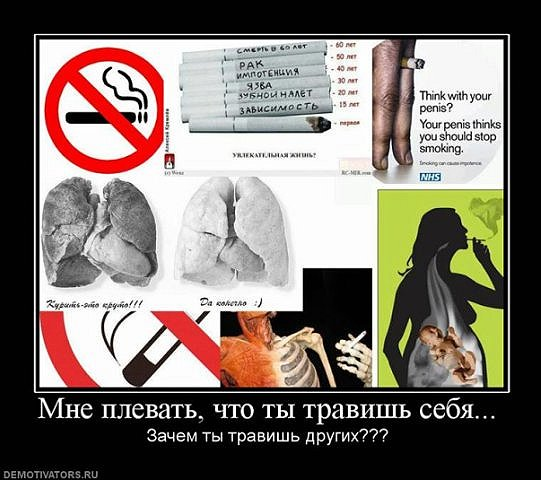 СМЕРТЬ В 60 ЛЕТ
РАК
ИМПОТЕНЦИЯ
ЯЗВА
ЗУБНОЙ НАЛЁТ
ЗАВИСИМОСТЬ
- 60 лет
- 50 лет
- 40 лет
- 30 лет
- 20 лет
- 15 лет
- первая
УВЛЕКАТЕЛЬНАЯ ЖИЗНЬ?
Think with your
penis?
Your penis thinks
you should stop
smoking.
Smoking can cause impotence.
NHS
Курить-это круто!!!
Да конечно :)
Мне плевать, что ты травишь себя...
Зачем ты травишь других???
DEMOTIVATORS.RU